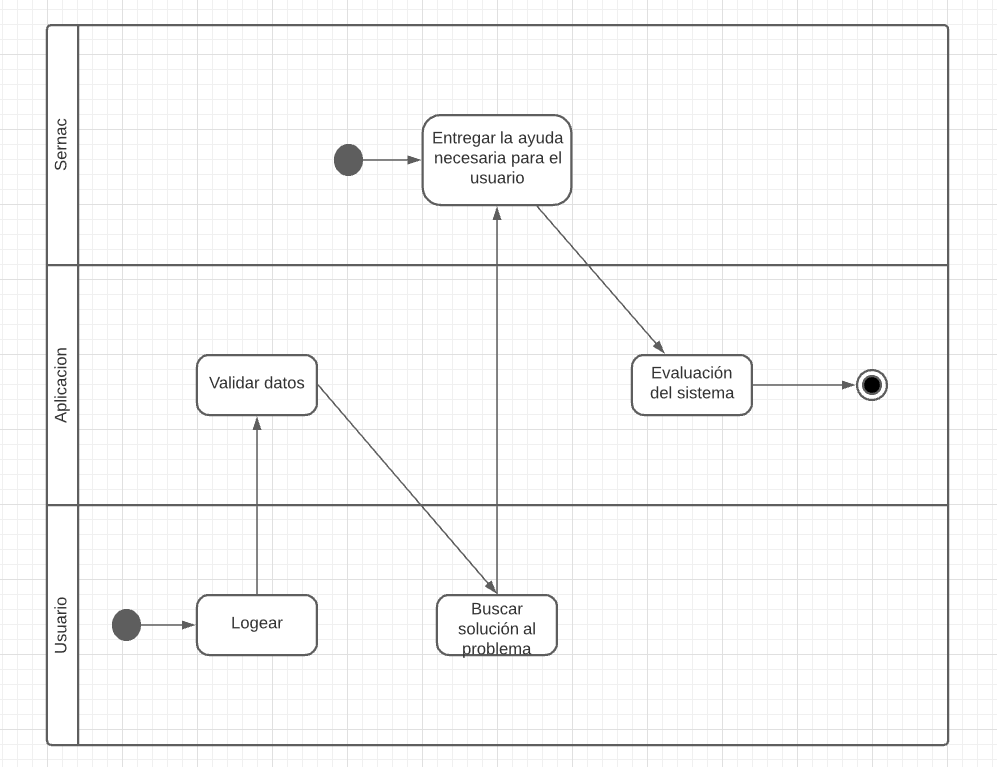 Sernac
Entregar la ayuda
necesaria para el
usuario
Aplicacion
Validar datos
Evaluación
del sistema
Usuario
Logear
Buscar
solución al
problema